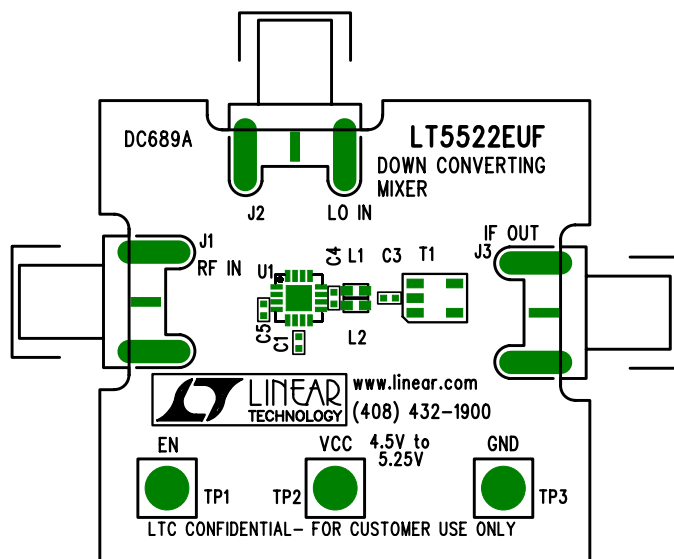 DC689A
LT5522EUF
DOWN CONVERTING
MIXER
J2
LO IN
J1
RF IN
IF OUT
J3
U1
C4
L1
C3
T1
C5
C1
L2
LT LINEAR
TECHNOLOGY
www.linear.com
(408) 432-1900
EN
VCC
4.5V to
5.25V
GND
TP1
TP2
TP3
LTC CONFIDENTIAL- FOR CUSTOMER USE ONLY